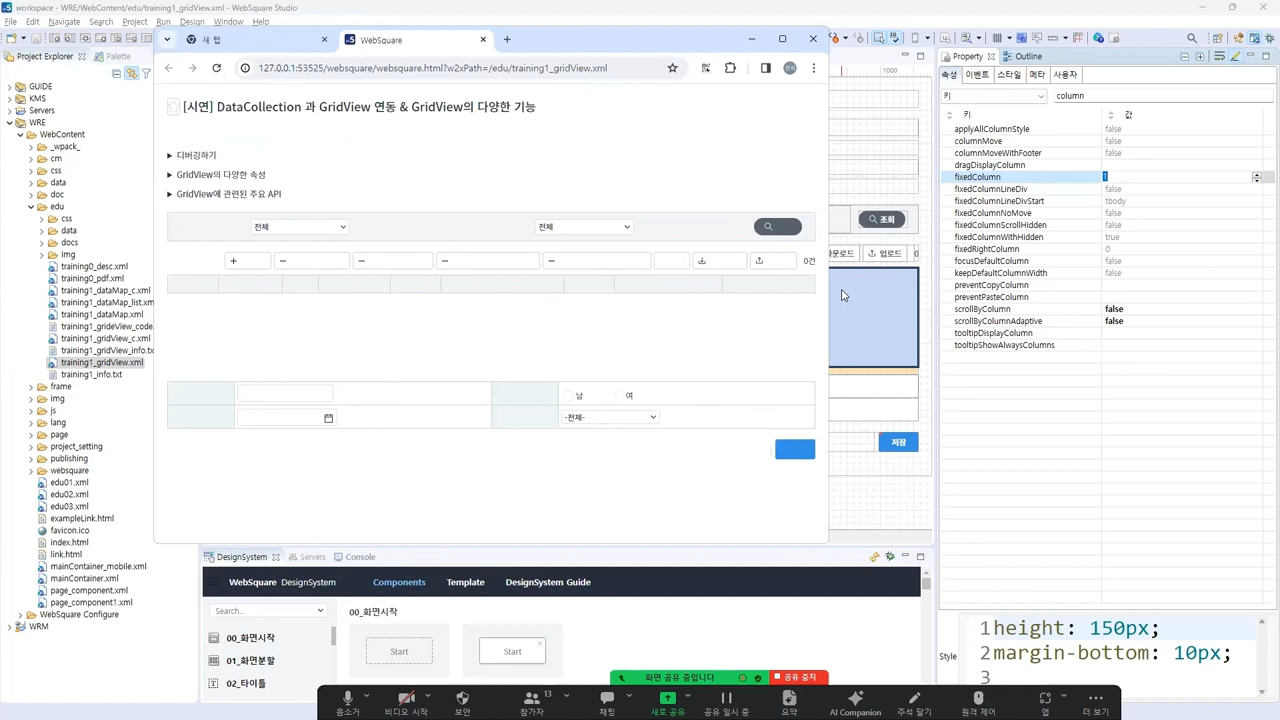 workspace - WRE/WebContent/edu/training1_gridView.xml - WebSquare Studio
File Edit Navigate Search Project Run Design Window Help
Project Explorer Palette
GUIDE
KMS
Servers
WRE
WebContent
_wpack_
cm
css
data
doc
edu
css
data
docs
img
training0_desc.xml
training0_pdf.xml
training1_dataMap_c.xml
training1_dataMap_list.xm
training1_dataMap.xml
training1_grideView_code.
training1_gridView_c.xml
training1_gridView_info.tx
training1_gridView.xml
training1_info.txt
frame
img
js
lang
page
project_setting
publishing
websquare
edu01.xml
edu02.xml
edu03.xml
exampleLink.html
favicon.ico
index.html
link.html
mainContainer_mobile.xml
mainContainer.xml
page_component.xml
page_component1.xml
WebSquare Configure
WRM
새 탭
WebSquare
127.0.0.1:53525/websquare/websquare.html?w2xPath=/edu/training1_gridView.xml
[시연] DataCollection 과 GridView 연동 & GridView의 다양한 기능
▶ 디버깅하기
▶ GridView의 다양한 속성
▶ GridView에 관련된 주요 API
전체 전체
0건
남 여
-전체-
1000
조회
운로드 업로드
저장
DesignSystem Servers Console
WebSquare DesignSystem Components Template DesignSystem Guide
Search...
00_화면시작
01_화면분할
02_타이틀
00_화면시작
Start
Start
Property Outline
속성 이벤트 스타일 메타 사용자
키 column
키 값
applyAllColumnStyle false
columnMove false
columnMoveWithFooter false
dragDisplayColumn
fixedColumn 1
fixedColumnLineDiv false
fixedColumnLineDivStart tbody
fixedColumnNoMove false
fixedColumnScrollHidden false
fixedColumnWithHidden true
fixedRightColumn 0
focusDefaultColumn false
keepDefaultColumnWidth false
preventCopyColumn
preventPasteColumn
scrollByColumn false
scrollByColumnAdaptive false
tooltipDisplayColumn
tooltipShowAlwaysColumns
Style
1 height: 150px;
2 margin-bottom: 10px;
3
화면 공유 중입니다 공유 중지
음소거 비디오 시작 보안 참가자 13 채팅 새로 공유 공유 일시 중 요약 AI Companion 주석 달기 원격 제어 앱 더 보기